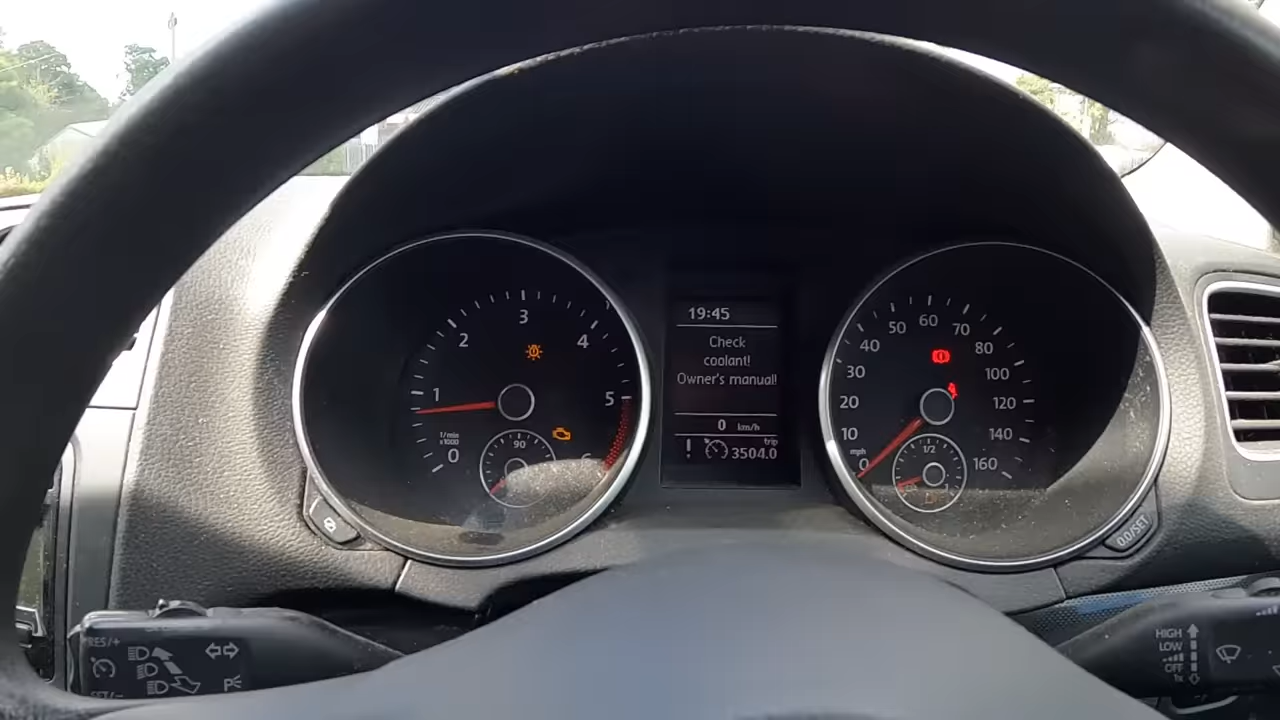 1
2
3
4
5
1/min
x1000
0
90
19:45
Check
coolant!
Owner's manual!
0 km/h
trip
3504.0
0
10
20
30
40
50
60
70
80
100
120
140
160
mph
1/2
0.0/SET
RES/+
HIGH
LOW
OFF
1x